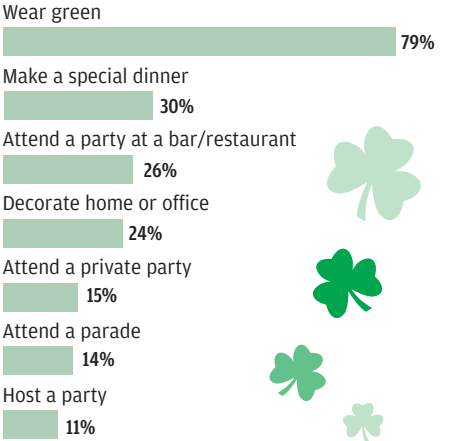 Wear green
79%
Make a special dinner
30%
Attend a party at a bar/restaurant
26%
Decorate home or office
24%
Attend a private party
15%
Attend a parade
14%
Host a party
11%